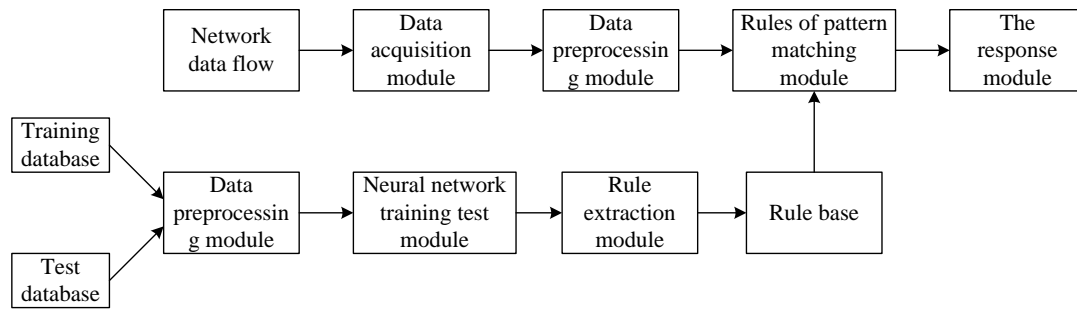 Network
data flow
Data
acquisition
module
Data
preprocessin
g module
Rules of pattern
matching
module
The
response
module
Training
database
Test
database
Data
preprocessin
g module
Neural network
training test
module
Rule
extraction
module
Rule base